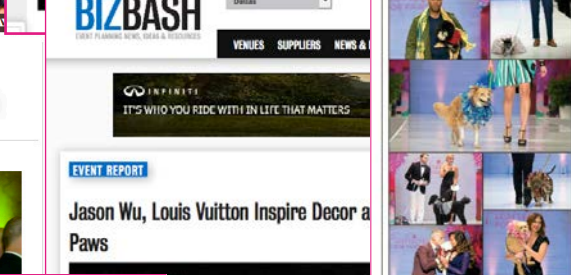 BIZBASH
EVENT PLANNING NEWS, IDEAS & RESOURCES
Dallas
VENUES SUPPLIERS NEWS &
INFINITI
IT'S WHO YOU RIDE WITH IN LIFE THAT MATTERS
EVENT REPORT
Jason Wu, Louis Vuitton Inspire Decor a
Paws